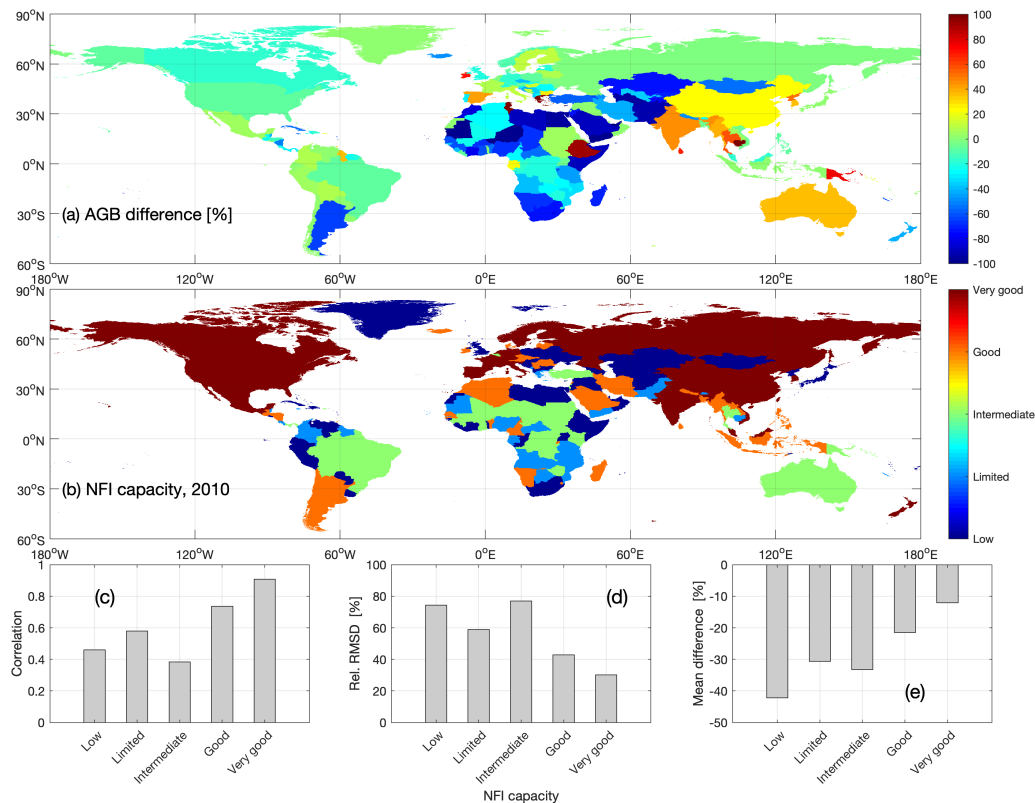 90°N
60°N
30°N
0°N
30°S
60°S
90°S
180°W
120°W
60°W
0°E
60°E
120°E
180°E
(a) AGB difference [%]
100
80
60
40
20
0
-20
-40
-60
-80
-100
90°N
60°N
30°N
0°N
30°S
60°S
180°W
120°W
60°W
0°E
60°E
120°E
180°E
(b) NFI capacity, 2010
Very good
Good
Intermediate
Limited
Low
Correlation
1
0.8
0.6
0.4
0.2
0
(c)
Low
Limited
Intermediate
Good
Very good
Rel. RMSD [%]
100
80
60
40
20
0
(d)
Low
Limited
Intermediate
Good
Very good
NFI capacity
Mean difference [%]
0
-10
-20
-30
-40
-50
(e)
Low
Limited
Intermediate
Good
Very good